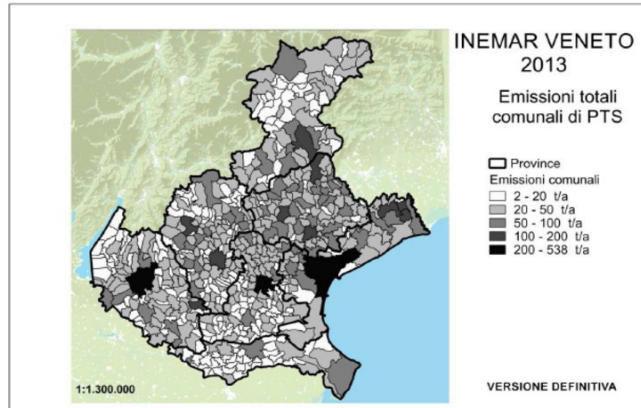 INEMAR VENETO
2013
Emissioni totali
comunali di PTS
Province
Emissioni comunali
2 - 20 t/a
20 - 50 t/a
50 - 100 t/a
100 - 200 t/a
200 - 538 t/a
1:1.300.000
VERSIONE DEFINITIVA